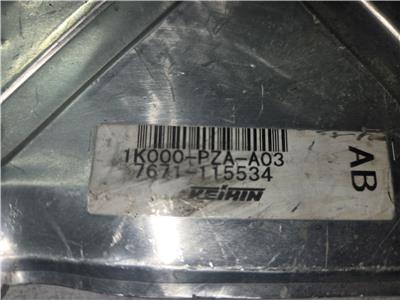 1K000-PZA-A03
7671-115534
KEIHIN
AB